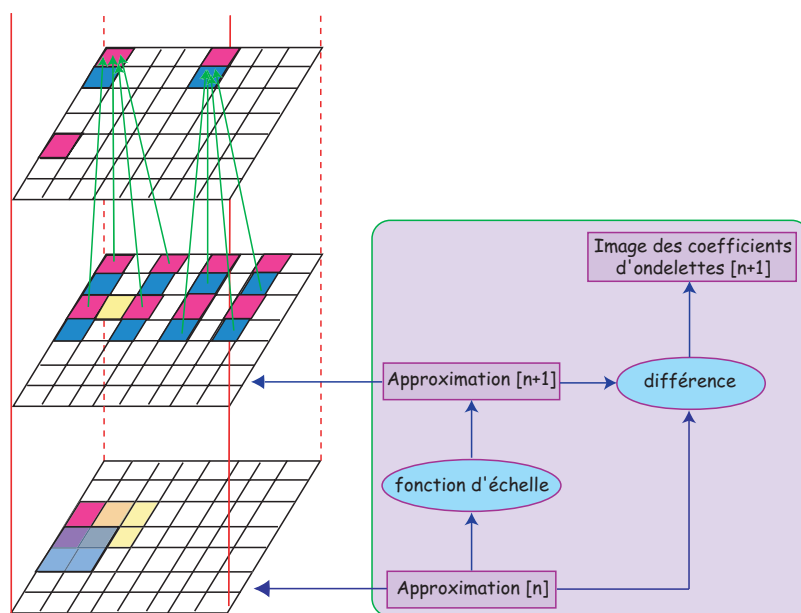 Image des coefficients
d'ondelettes [n+1]
Approximation [n+1]
différence
fonction d'échelle
Approximation [n]